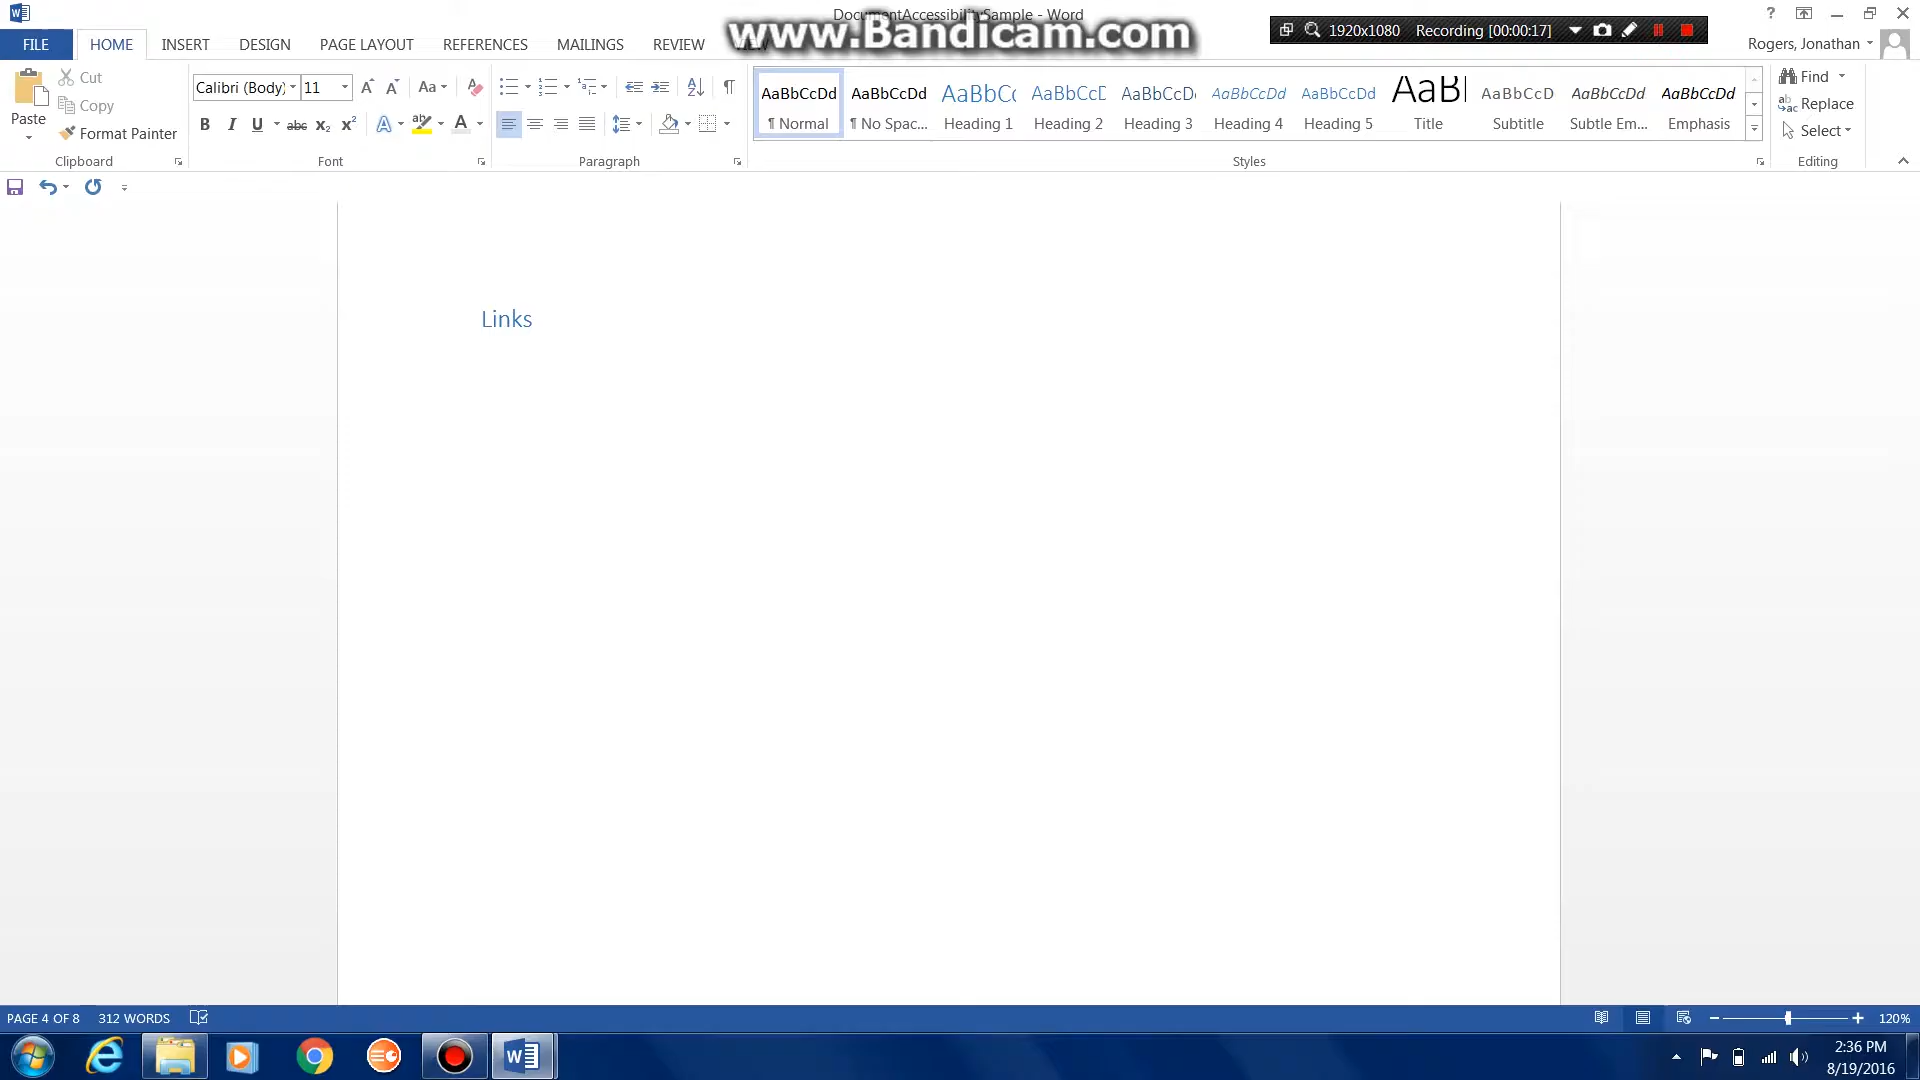 DocumentAccessibilitySample - Word
www.Bandicam.com
1920x1080 Recording [00:00:17]
FILE HOME INSERT DESIGN PAGE LAYOUT REFERENCES MAILINGS REVIEW
Rogers, Jonathan
Paste
Cut
Copy
Format Painter
Clipboard
Calibri (Body) 11
Font
Paragraph
AaBbCcDd AaBbCcDd AaBbC AaBbCcD AaBbCcD AaBbCcDd AaBbCcDd AaB AaBbCcD AaBbCcDd AaBbCcDd
¶ Normal ¶ No Spac... Heading 1 Heading 2 Heading 3 Heading 4 Heading 5 Title Subtitle Subtle Em... Emphasis
Styles
Find
Replace
Select
Editing
Links
PAGE 4 OF 8 312 WORDS
120%
2:36 PM
8/19/2016